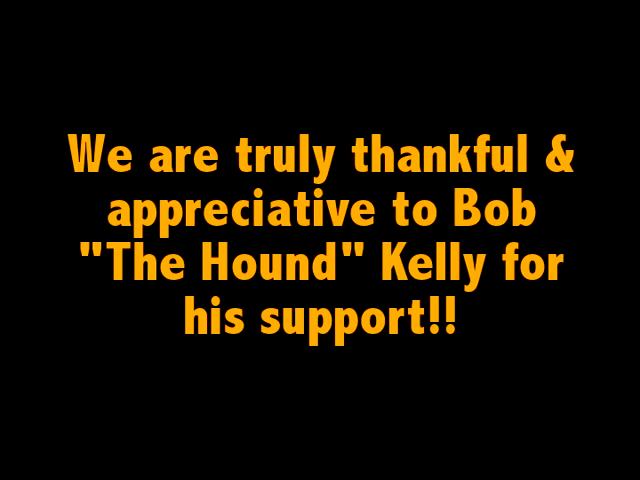 We are truly thankful &
appreciative to Bob
"The Hound" Kelly for
his support!!